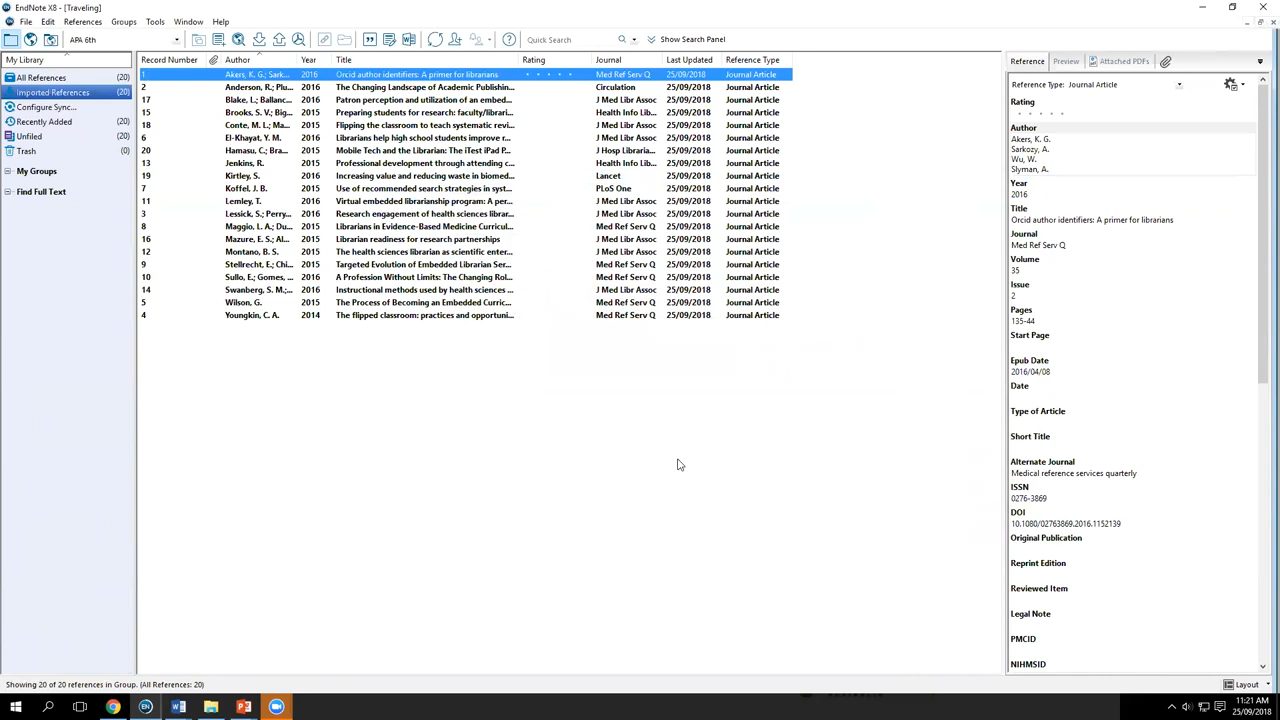 EndNote X8 - [Traveling]
File Edit References Groups Tools Window Help
APA 6th
Quick Search
Show Search Panel
My Library
All References (20)
Imported References (20)
Configure Sync...
Recently Added (20)
Unfiled (20)
Trash (0)
My Groups
Find Full Text
Record Number Author Year Title Rating Journal Last Updated Reference Type
1 Akers, K. G.; Sark... 2016 Orcid author identifiers: A primer for librarians Med Ref Serv Q 25/09/2018 Journal Article
2 Anderson, R.; Plu... 2016 The Changing Landscape of Academic Publishin... Circulation 25/09/2018 Journal Article
17 Blake, L.; Ballanc... 2016 Patron perception and utilization of an embed... J Med Libr Assoc 25/09/2018 Journal Article
15 Brooks, S. V.; Big... 2015 Preparing students for research: faculty/librari... Health Info Lib... 25/09/2018 Journal Article
18 Conte, M. L.; Ma... 2015 Flipping the classroom to teach systematic revi... J Med Libr Assoc 25/09/2018 Journal Article
6 El-Khayat, Y. M. 2016 Librarians help high school students improve r... J Med Libr Assoc 25/09/2018 Journal Article
20 Hamasu, C.; Bra... 2015 Mobile Tech and the Librarian: The iTest iPad P... J Hosp Libraria... 25/09/2018 Journal Article
13 Jenkins, R. 2015 Professional development through attending c... Health Info Lib... 25/09/2018 Journal Article
19 Kirtley, S. 2016 Increasing value and reducing waste in biomed... Lancet 25/09/2018 Journal Article
7 Koffel, J. B. 2015 Use of recommended search strategies in syst... PLoS One 25/09/2018 Journal Article
11 Lemley, T. 2016 Virtual embedded librarianship program: A per... J Med Libr Assoc 25/09/2018 Journal Article
3 Lessick, S.; Perry... 2016 Research engagement of health sciences librar... J Med Libr Assoc 25/09/2018 Journal Article
8 Maggio, L. A.; Du... 2015 Librarians in Evidence-Based Medicine Curricul... Med Ref Serv Q 25/09/2018 Journal Article
16 Mazure, E. S.; Al... 2015 Librarian readiness for research partnerships J Med Libr Assoc 25/09/2018 Journal Article
12 Montano, B. S. 2015 The health sciences librarian as scientific enter... J Med Libr Assoc 25/09/2018 Journal Article
9 Stellrecht, E.; Chi... 2015 Targeted Evolution of Embedded Librarian Ser... Med Ref Serv Q 25/09/2018 Journal Article
10 Sullo, E.; Gomes, ... 2016 A Profession Without Limits: The Changing Rol... Med Ref Serv Q 25/09/2018 Journal Article
14 Swanberg, S. M.;... 2016 Instructional methods used by health sciences ... J Med Libr Assoc 25/09/2018 Journal Article
5 Wilson, G. 2015 The Process of Becoming an Embedded Curric... Med Ref Serv Q 25/09/2018 Journal Article
4 Youngkin, C. A. 2014 The flipped classroom: practices and opportuni... Med Ref Serv Q 25/09/2018 Journal Article
Reference Preview Attached PDFs
Reference Type: Journal Article
Rating
Author
Akers, K. G.
Sarkozy, A.
Wu, W.
Slyman, A.
Year
2016
Title
Orcid author identifiers: A primer for librarians
Journal
Med Ref Serv Q
Volume
35
Issue
2
Pages
135-44
Start Page
Epub Date
2016/04/08
Date
Type of Article
Short Title
Alternate Journal
Medical reference services quarterly
ISSN
0276-3869
DOI
10.1080/02763869.2016.1152139
Original Publication
Reprint Edition
Reviewed Item
Legal Note
PMCID
NIHMSID
Showing 20 of 20 references in Group. (All References: 20)
Layout
11:21 AM
25/09/2018